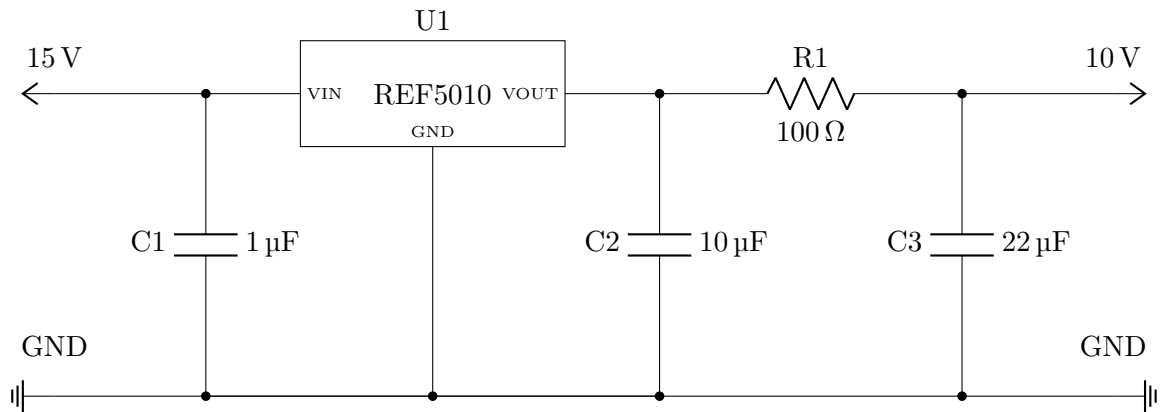 U1
15 V
R1
10 V
VIN
REF5010
VOUT
GND
100 Ω
C1
1 µF
C2
10 µF
C3
22 µF
GND
GND